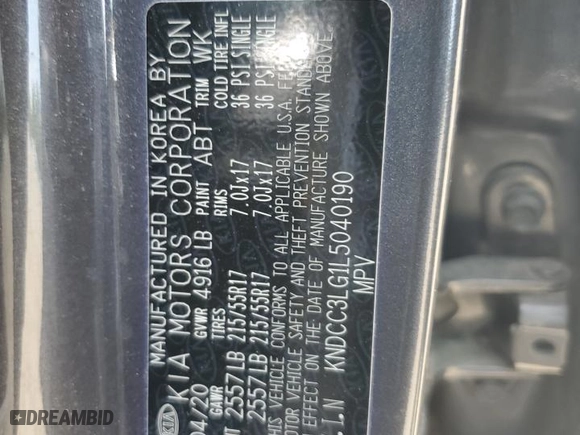 MANUFACTURED IN KOREA BY
KIA KIA MOTORS CORPORATION
04/20 GVWR 4,916 LB PAINT ABT TRIM WK
GAWR TIRES RIMS COLD TIRE INFL
2557LB 215/55R17 7.0Jx17 36 PSI SINGLE
2557LB 215/55R17 7.0Jx17 36 PSI SINGLE
THIS VEHICLE CONFORMS TO ALL APPLICABLE U.S.A.
MOTOR VEHICLE SAFETY AND THEFT PREVENTION
EFFECT ON THE DATE OF MANUFACTURE SHOWN ABOVE.
KNDCC3LG1L5040190
MPV
DREAMBID